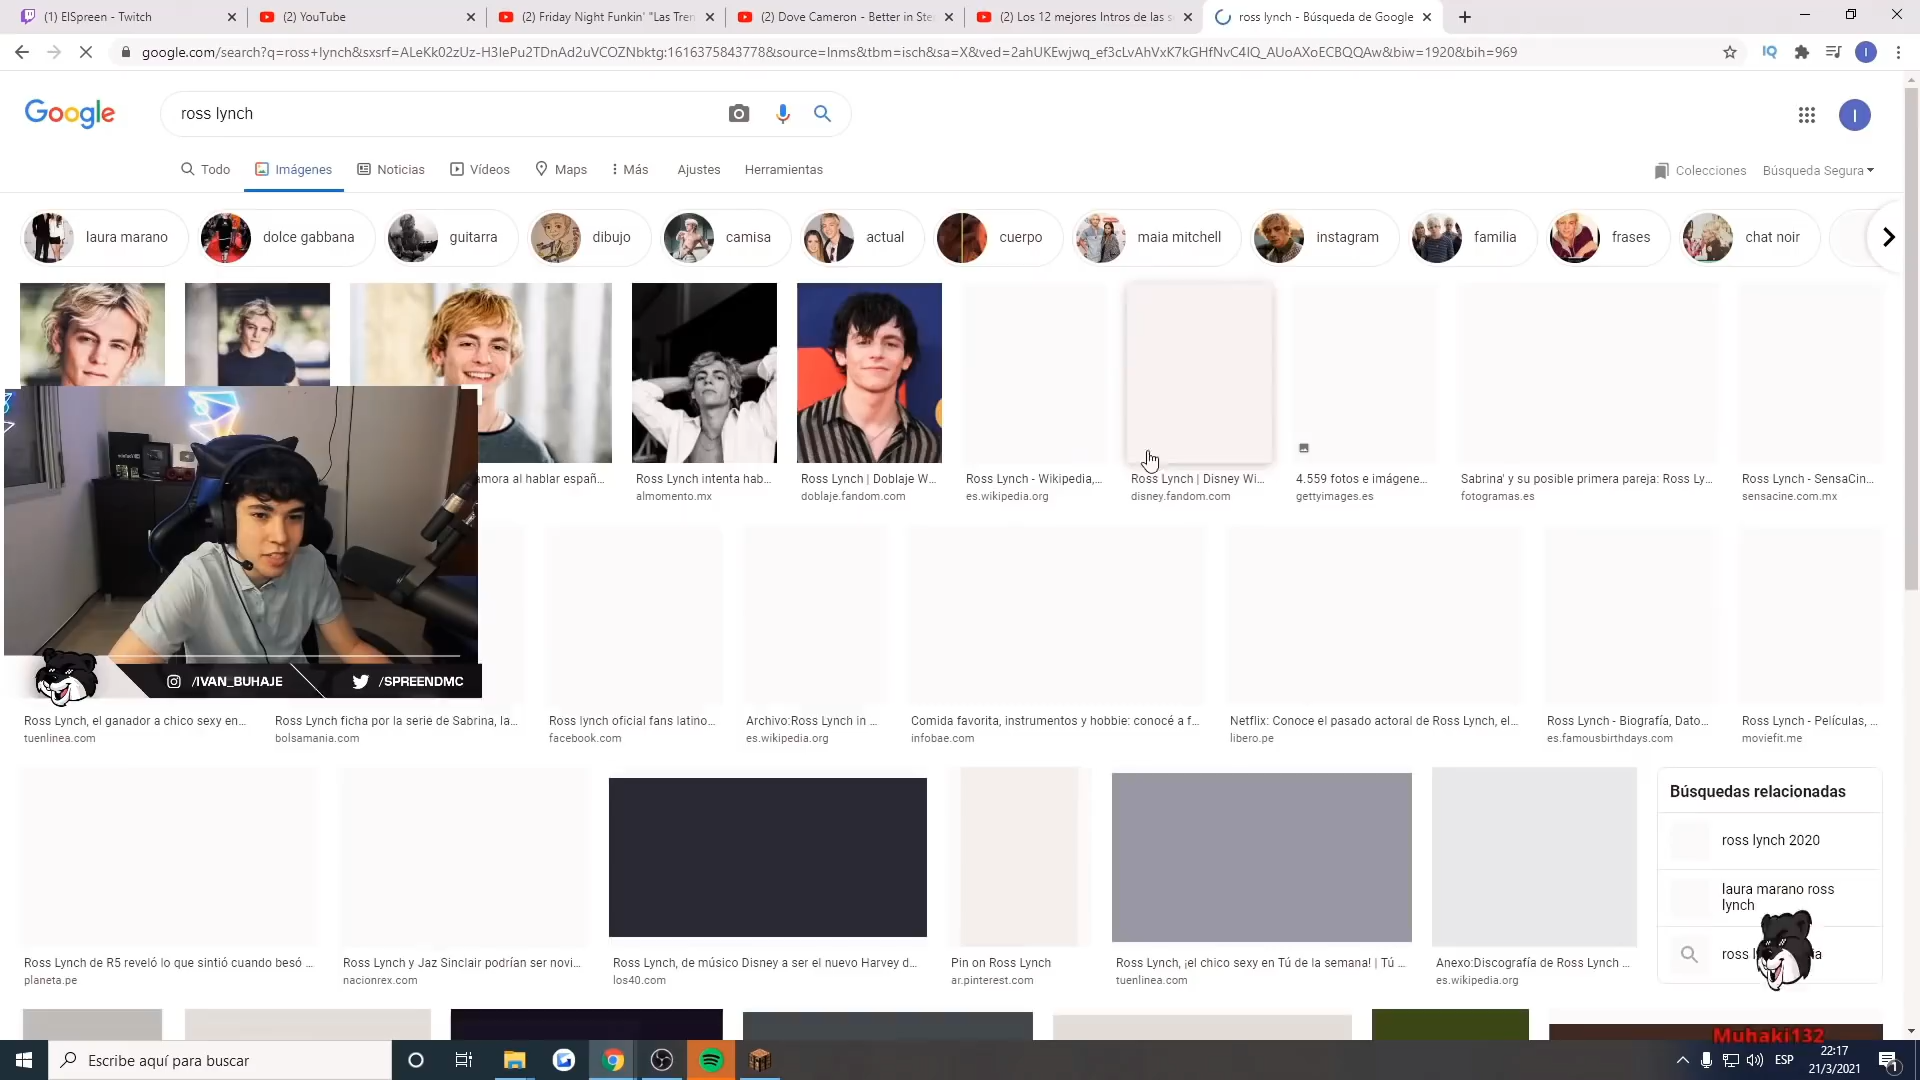 (1) ElSpreen - Twitch
(2) YouTube
(2) Friday Night Funkin' "Las Tren
(2) Dove Cameron - Better in Ste
(2) Los 12 mejores Intros de las s
ross lynch - Búsqueda de Google
google.com/search?q=ross+lynch&sxsrf=ALeKk02zUz-H3IePu2TDnAd2uVCOZNbktg:1616375843778&source=lnms&tbm=isch&sa=X&ved=2ahUKEwjwq_ef3cLvAhVxK7kGHfNvC4IQ_AUoAXoECBQQAw&biw=1920&bih=969
IQ
I
Google
ross lynch
I
Todo
Imágenes
Noticias
Vídeos
Maps
Más
Ajustes
Herramientas
Colecciones
Búsqueda Segura
laura marano
dolce gabbana
guitarra
dibujo
camisa
actual
cuerpo
maia mitchell
instagram
familia
frases
chat noir
amora al hablar españ...
Ross Lynch intenta hab...
almomento.mx
Ross Lynch | Doblaje W...
doblaje.fandom.com
Ross Lynch - Wikipedia,...
es.wikipedia.org
Ross Lynch | Disney Wi...
disney.fandom.com
4.559 fotos e imágene...
gettyimages.es
Sabrina' y su posible primera pareja: Ross Ly...
fotogramas.es
Ross Lynch - SensaCin...
sensacine.com.mx
/IVAN_BUHAJE
/SPREENDMC
Ross Lynch, el ganador a chico sexy en...
tuenlinea.com
Ross Lynch ficha por la serie de Sabrina, la...
bolsamania.com
Ross lynch oficial fans latino...
facebook.com
Archivo:Ross Lynch in ...
es.wikipedia.org
Comida favorita, instrumentos y hobbie: conocé a f...
infobae.com
Netflix: Conoce el pasado actoral de Ross Lynch, el...
libero.pe
Ross Lynch - Biografía, Dato...
es.famousbirthdays.com
Ross Lynch - Películas, ...
moviefit.me
Búsquedas relacionadas
ross lynch 2020
laura marano ross
lynch
Ross Lynch de R5 reveló lo que sintió cuando besó ...
planeta.pe
Ross Lynch y Jaz Sinclair podrían ser novi...
nacionrex.com
Ross Lynch, de músico Disney a ser el nuevo Harvey d...
los40.com
Pin on Ross Lynch
ar.pinterest.com
Ross Lynch, ¡el chico sexy en Tú de la semana! | Tú ...
tuenlinea.com
Anexo:Discografía de Ross Lynch ...
es.wikipedia.org
Muhaki132
Escribe aquí para buscar
ESP
22:17
21/3/2021
1